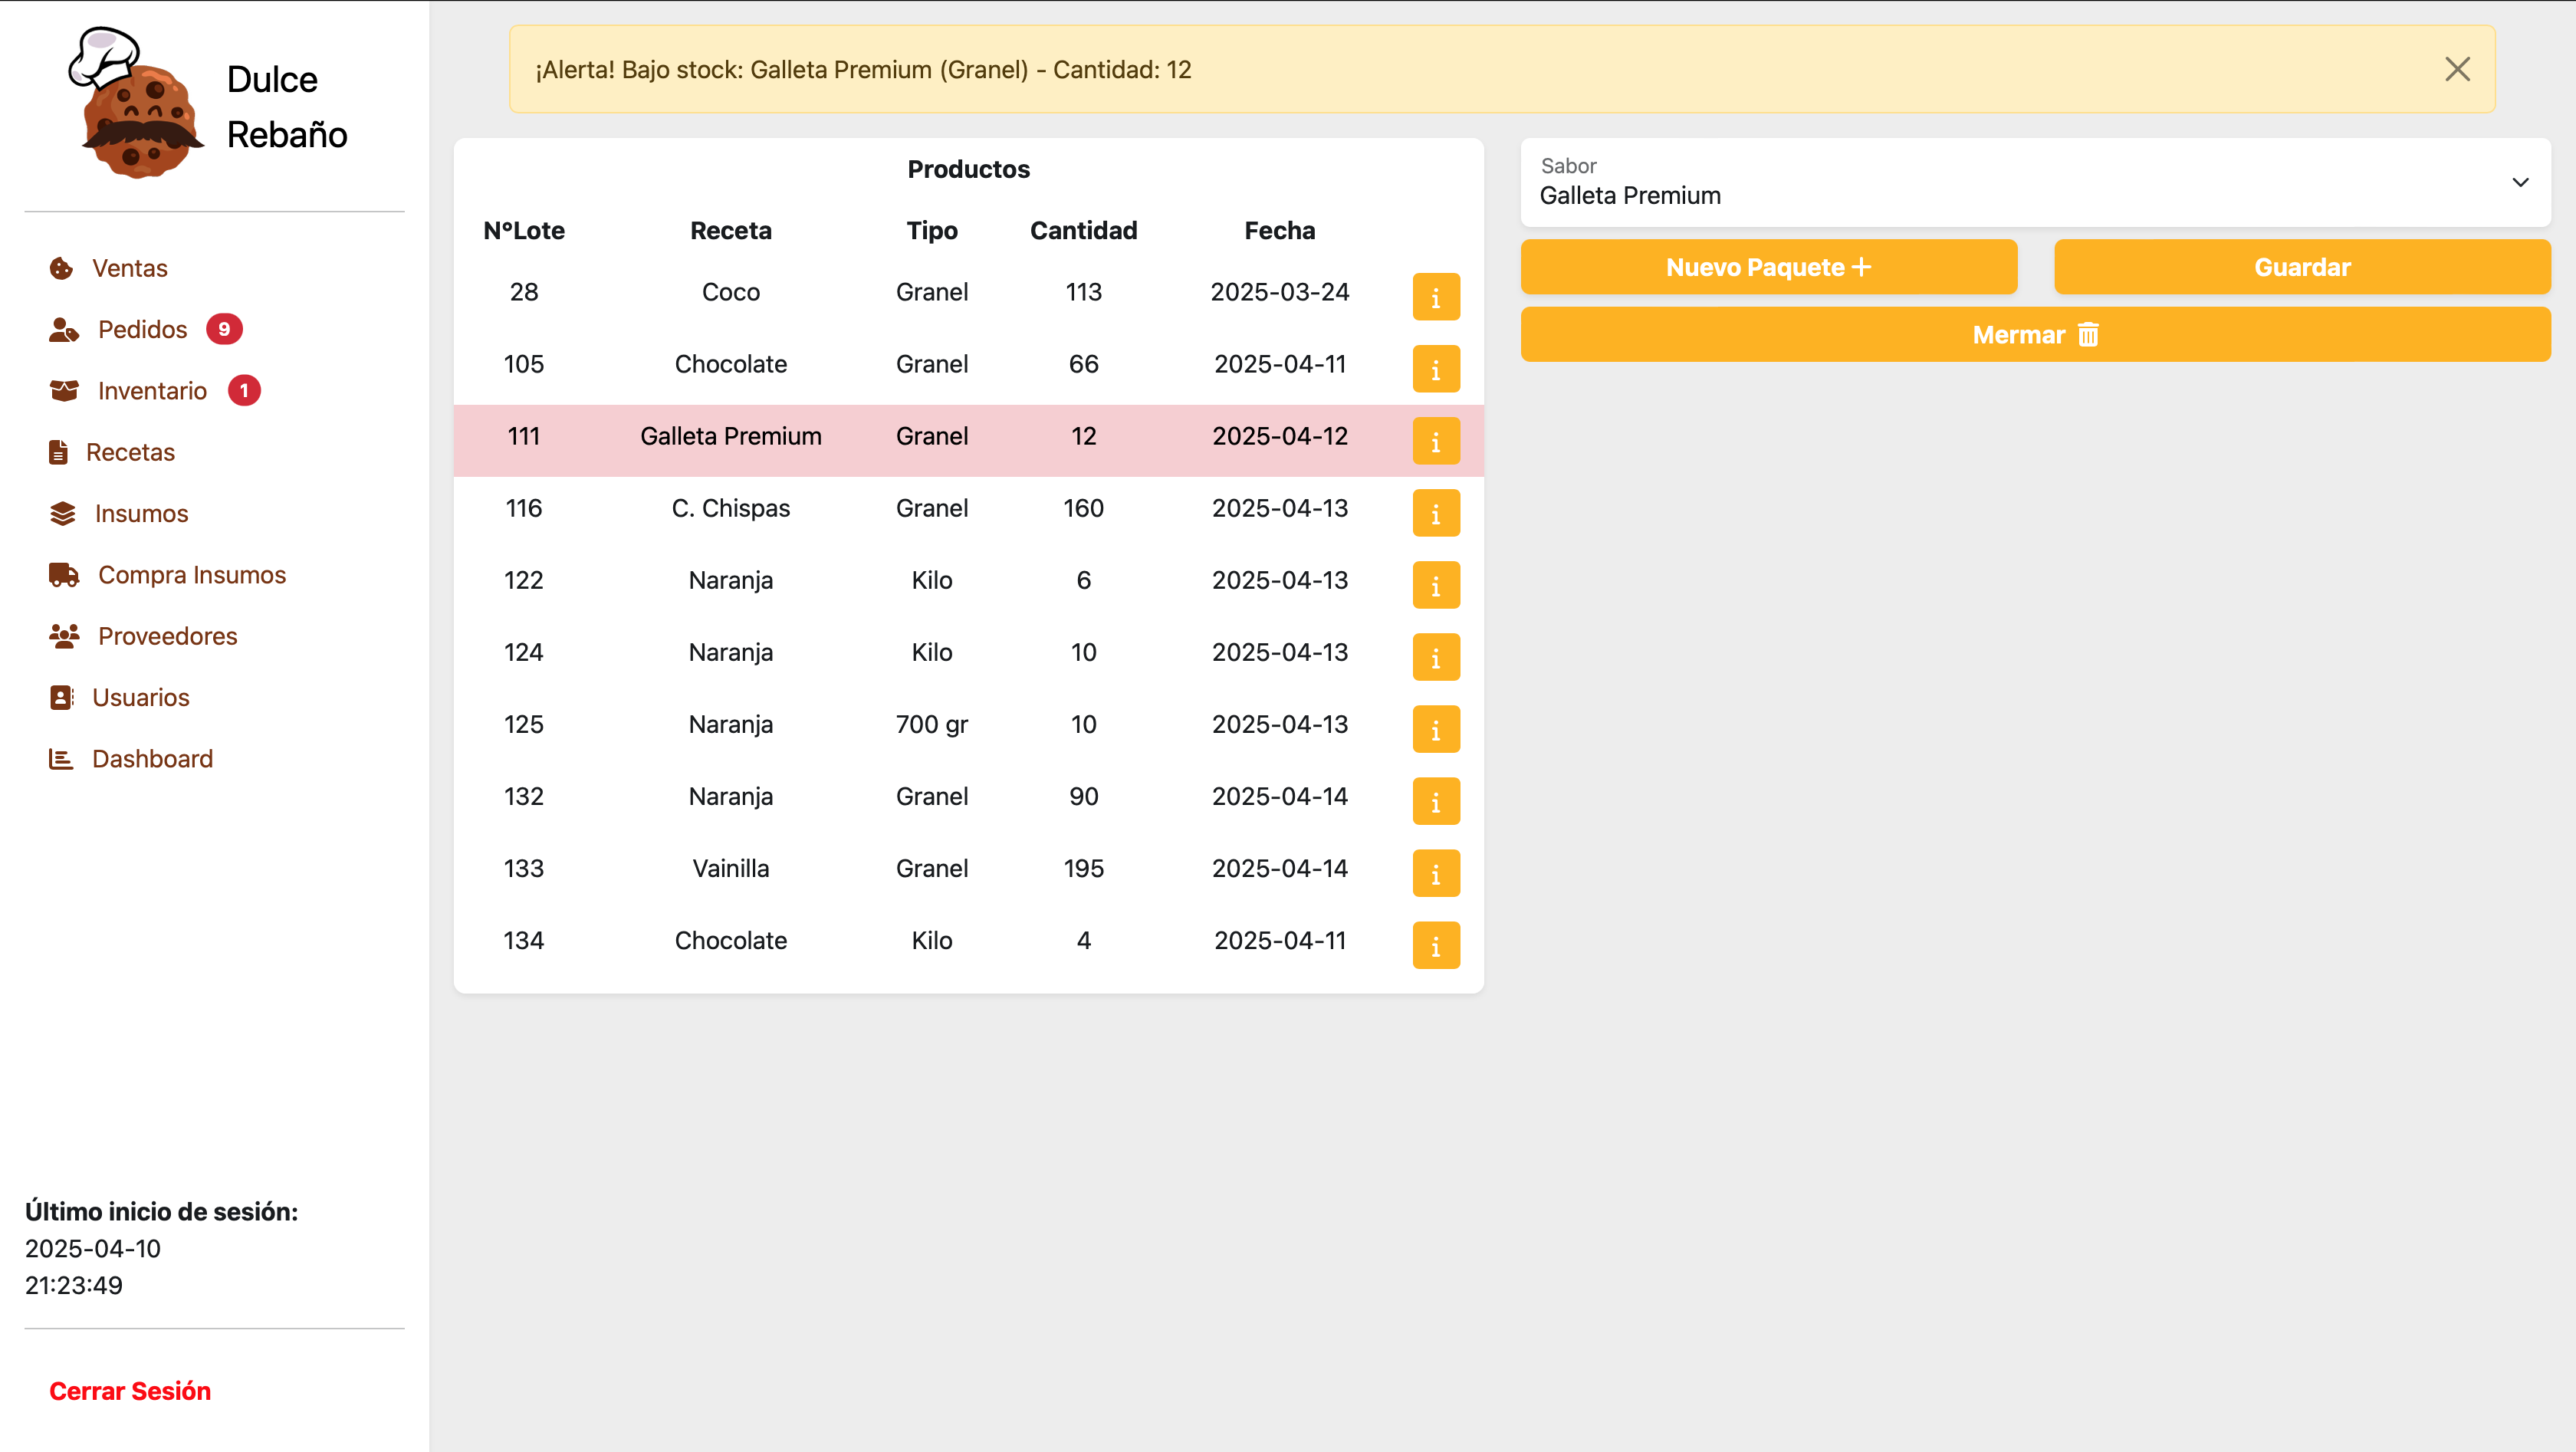 Dulce
Rebaño
Ventas
Pedidos 9
Inventario 1
Recetas
Insumos
Compra Insumos
Proveedores
Usuarios
Dashboard
Último inicio de sesión:
2025-04-10
21:23:49
Cerrar Sesión
¡Alerta! Bajo stock: Galleta Premium (Granel) - Cantidad: 12
Productos
N°Lote Receta Tipo Cantidad Fecha
28 Coco Granel 113 2025-03-24 i
105 Chocolate Granel 66 2025-04-11 i
111 Galleta Premium Granel 12 2025-04-12 i
116 C. Chispas Granel 160 2025-04-13 i
122 Naranja Kilo 6 2025-04-13 i
124 Naranja Kilo 10 2025-04-13 i
125 Naranja 700 gr 10 2025-04-13 i
132 Naranja Granel 90 2025-04-14 i
133 Vainilla Granel 195 2025-04-14 i
134 Chocolate Kilo 4 2025-04-11 i
Sabor
Galleta Premium
Nuevo Paquete + Guardar
Mermar